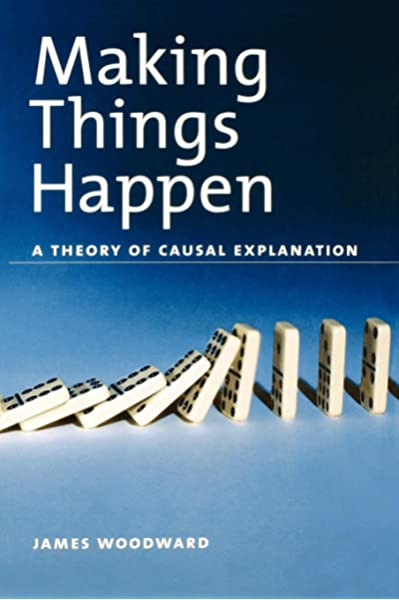 Making
Things
Happen
A THEORY OF CAUSAL EXPLANATION
JAMES WOODWARD